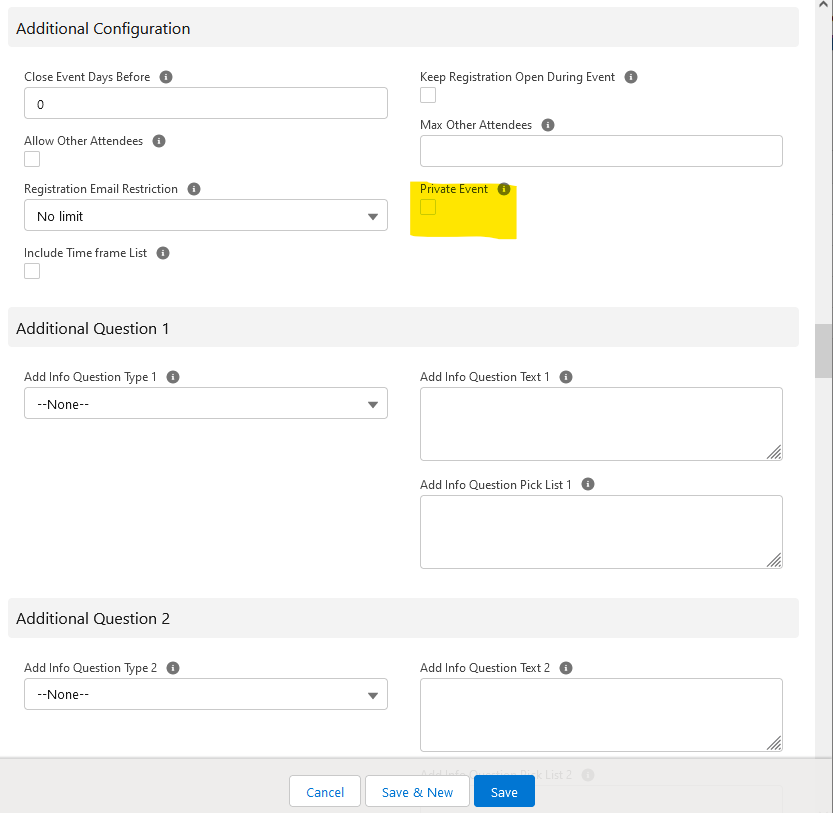 Additional Configuration
Close Event Days Before
Keep Registration Open During Event
0
Allow Other Attendees
Max Other Attendees
Registration Email Restriction
Private Event
No limit
Include Time frame List
Additional Question 1
Add Info Question Type 1
Add Info Question Text 1
--None--
Add Info Question Pick List 1
Additional Question 2
Add Info Question Type 2
Add Info Question Text 2
--None--
Add Info Question Pick List 2
Cancel
Save & New
Save